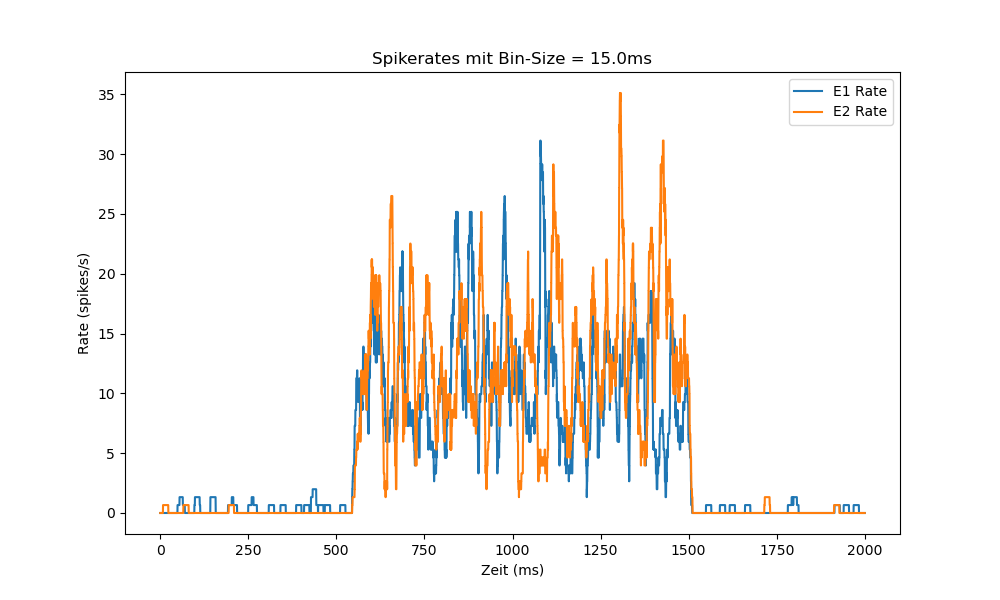 Spikerates mit Bin-Size = 15.0ms
E1 Rate
E2 Rate
35
30
25
20
15
10
5
0
Rate (spikes/s)
0 250 500 750 1000 1250 1500 1750 2000
Zeit (ms)